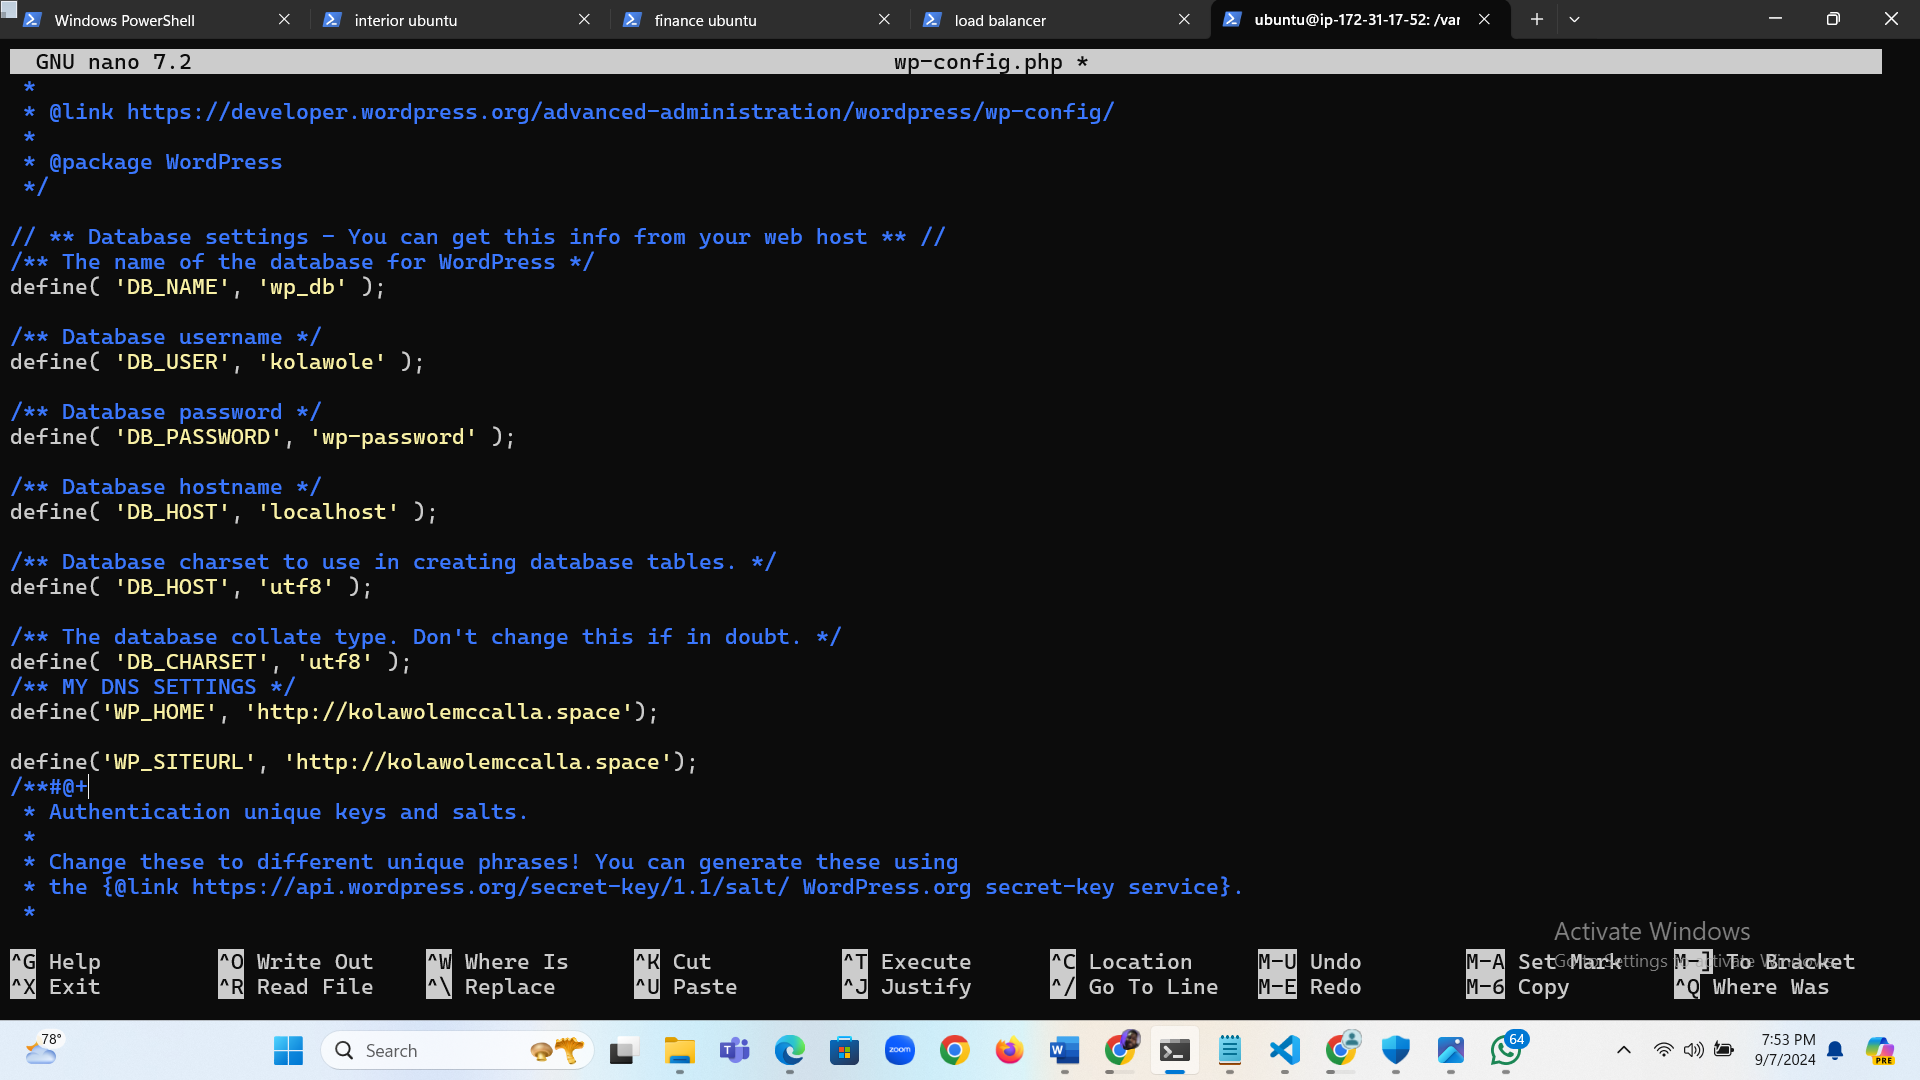 Windows PowerShell
interior ubuntu
finance ubuntu
load balancer
ubuntu@ip-172-31-17-52: /var
GNU nano 7.2 wp-config.php *
*
* @link https://developer.wordpress.org/advanced-administration/wordpress/wp-config/
*
* @package WordPress
*/
// ** Database settings - You can get this info from your web host ** //
/** The name of the database for WordPress */
define( 'DB_NAME', 'wp_db' );
/** Database username */
define( 'DB_USER', 'kolawole' );
/** Database password */
define( 'DB_PASSWORD', 'wp-password' );
/** Database hostname */
define( 'DB_HOST', 'localhost' );
/** Database charset to use in creating database tables. */
define( 'DB_HOST', 'utf8' );
/** The database collate type. Don't change this if in doubt. */
define( 'DB_CHARSET', 'utf8' );
/** MY DNS SETTINGS */
define('WP_HOME', 'http://kolawolemccalla.space');
define('WP_SITEURL', 'http://kolawolemccalla.space');
/**#@+
* Authentication unique keys and salts.
*
* Change these to different unique phrases! You can generate these using
* the {@link https://api.wordpress.org/secret-key/1.1/salt/ WordPress.org secret-key service}.
*
Activate Windows
Go to Settings to activate Windows.
^G Help ^O Write Out ^W Where Is ^K Cut ^T Execute ^C Location M-U Undo M-A Set Mark M-] To Bracket
^X Exit ^R Read File ^\ Replace ^U Paste ^J Justify ^/ Go To Line M-E Redo M-6 Copy ^Q Where Was
78°
Search
zoom
64
7:53 PM
9/7/2024
PRE